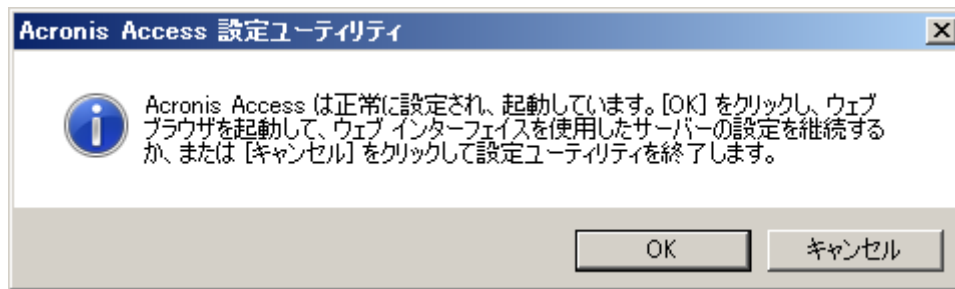 Acronis Access 設定ユーティリティ
Acronis Access は正常に設定され、起動しています。[OK] をクリックし、ウェブ
ブラウザを起動して、ウェブ インターフェイスを使用したサーバーの設定を継続する
か、または [キャンセル] をクリックして設定ユーティリティを終了します。
OK
キャンセル